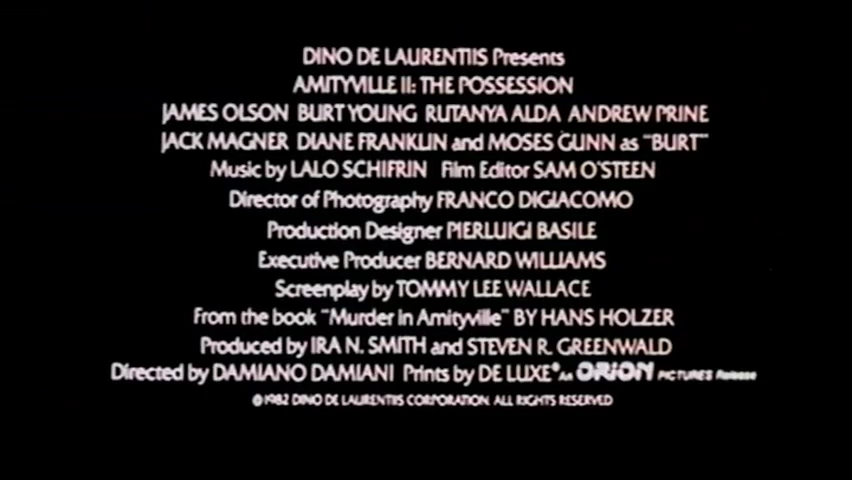 DINO DE LAURENTIIS Presents
AMITYVILLE II: THE POSSESSION
JAMES OLSON BURT YOUNG RUTANYA ALDA ANDREW PRINE
JACK MAGNER DIANE FRANKLIN and MOSES GUNN as "BURT"
Music by LALO SCHIFRIN Film Editor SAM O'STEEN
Director of Photography FRANCO DIGIACOMO
Production Designer PIERLUIGI BASILE
Executive Producer BERNARD WILLIAMS
Screenplay by TOMMY LEE WALLACE
From the book "Murder in Amityville" BY HANS HOLZER
Produced by IRA N. SMITH and STEVEN R. GREENWALD
Directed by DAMIANO DAMIANI Prints by DE LUXE® An ORION PICTURES Release
©1982 DINO DE LAURENTIIS CORPORATION. ALL RIGHTS RESERVED